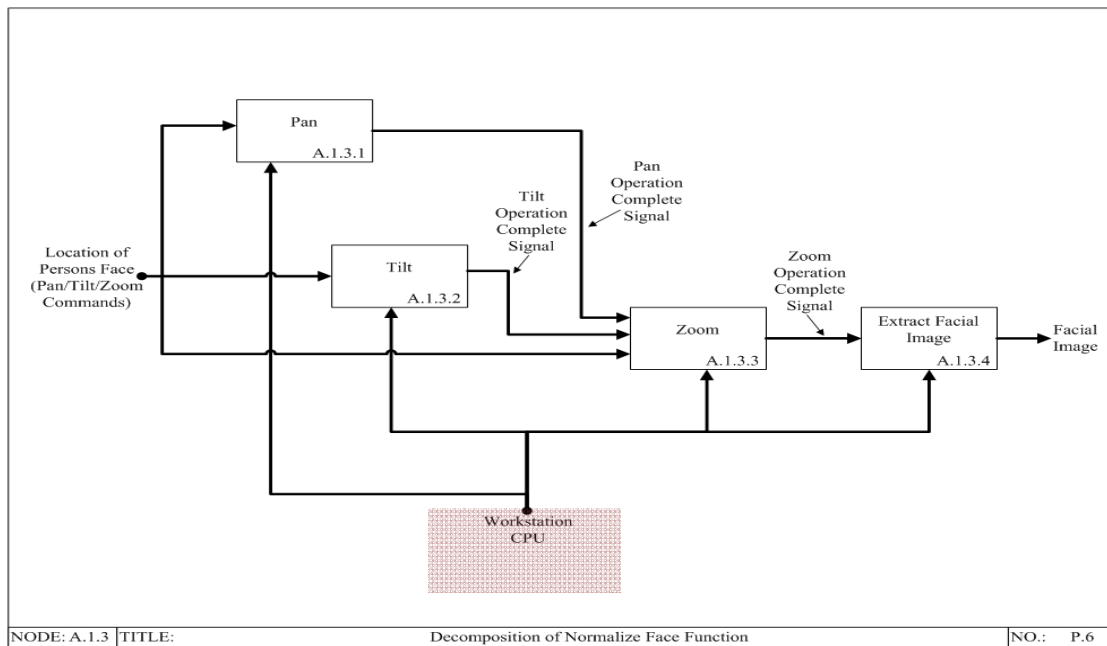 Pan
A.1.3.1
Pan
Operation
Complete
Signal
Tilt
Operation
Complete
Signal
Location of
Persons Face
(Pan/Tilt/Zoom
Commands)
Tilt
A.1.3.2
Zoom
Operation
Complete
Signal
Zoom
A.1.3.3
Extract Facial
Image
A.1.3.4
Facial
Image
Workstation
CPU
NODE: A.1.3 TITLE: Decomposition of Normalize Face Function NO.: P.6